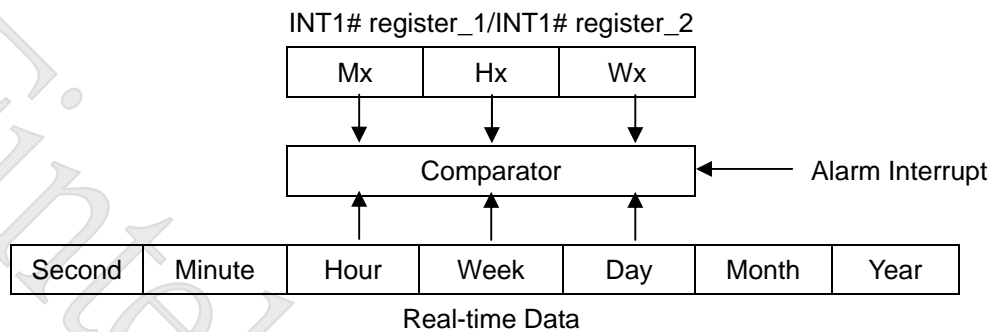 INT1# register_1/INT1# register_2
Mx Hx Wx
Comparator
Alarm Interrupt
Second Minute Hour Week Day Month Year
Real-time Data